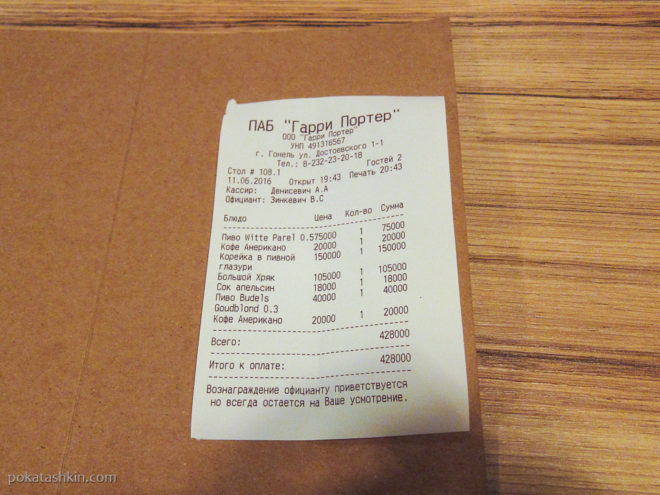 ПАБ "Гарри Портер"
ООО "Гарри Портер"
УНП 491316567
г. Гомель ул. Достоевского 1-1
Тел.: 8-232-23-20-18
Стол # 108.1 Гостей 2
11.06.2016 Открыт 19:43 Печать 20:43
Кассир: Денисевич А.А
Официант: Зинкевич В.С
Блюдо Цена Кол-во Сумма
Пиво Witte Parel 0.575000 1 75000
Кофе Американо 20000 1 20000
Корейка в пивной 150000 1 150000
глазури
Большой Хряк 105000 1 105000
Сок апельсин 18000 1 18000
Пиво Budels 40000 1 40000
Goudblond 0.3
Кофе Американо 20000 1 20000
Всего: 428000
Итого к оплате: 428000
Вознаграждение официанту приветствуется
но всегда остается на Ваше усмотрение.
pokatashkin.com